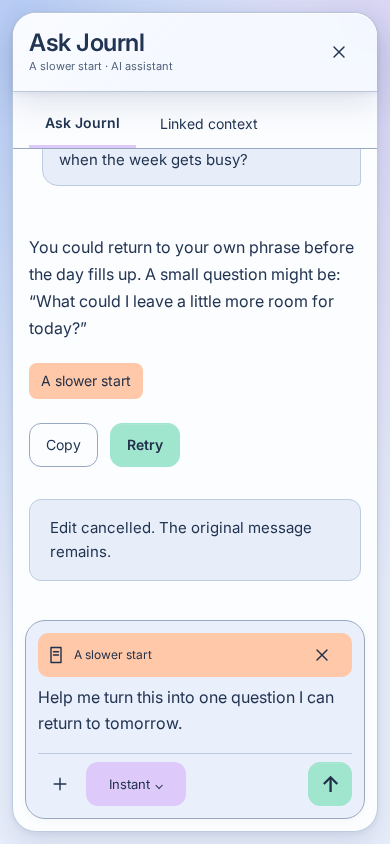 Ask Journl
A slower start · AI assistant
Ask Journl
Linked context
when the week gets busy?
You could return to your own phrase before
the day fills up. A small question might be:
“What could I leave a little more room for
today?”
A slower start
Copy
Retry
Edit cancelled. The original message
remains.
A slower start
Help me turn this into one question I can
return to tomorrow.
Instant